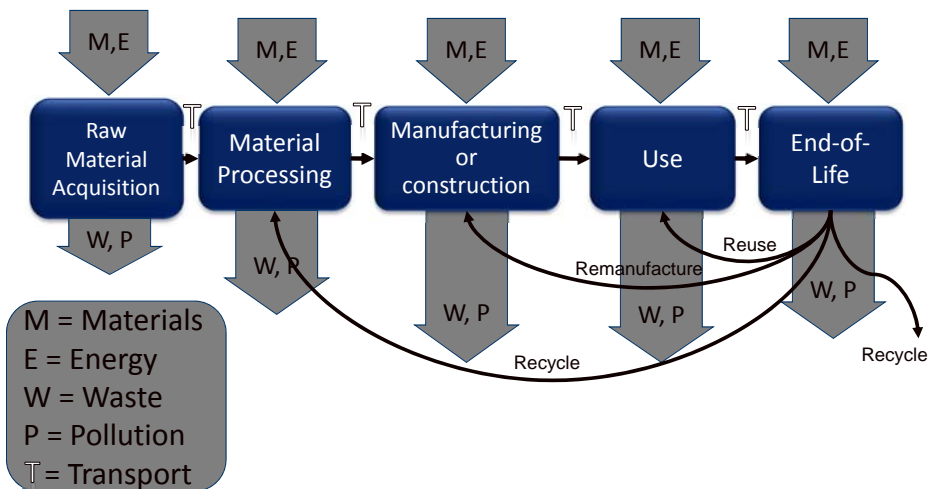 M,E
M,E
M,E
M,E
M,E
T
T
T
T
Raw
Material
Acquisition
Material
Processing
Manufacturing
or
construction
Use
End-of-
Life
W, P
W, P
W, P
W, P
W, P
Reuse
Remanufacture
Recycle
Recycle
M = Materials
E = Energy
W = Waste
P = Pollution
T = Transport